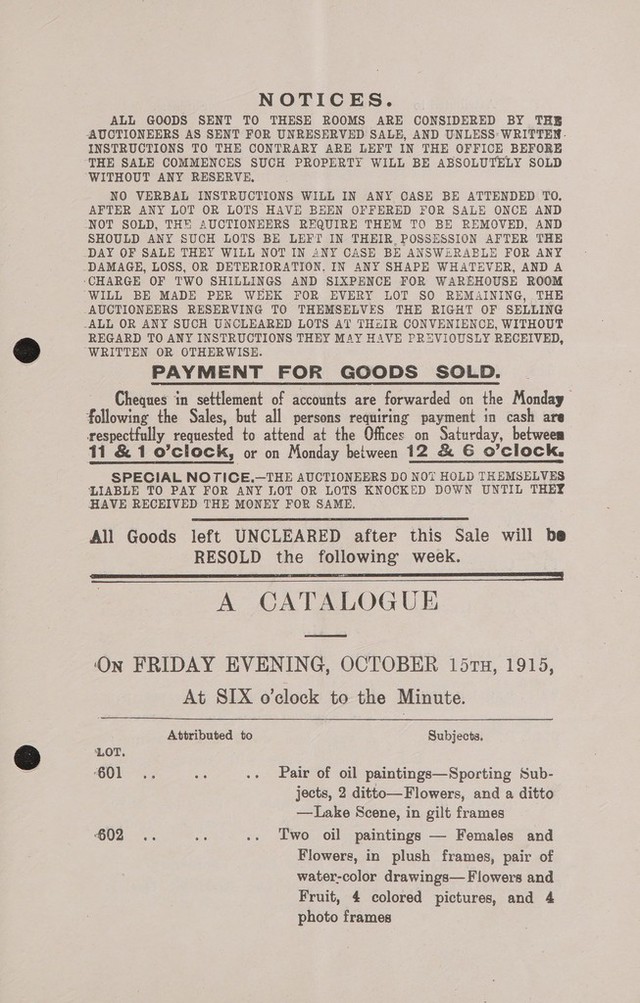 NOTICES.
ALL GOODS SENT TO THESE ROOMS ARE CONSIDERED BY THE
AUCTIONEERS AS SENT FOR UNRESERVED SALE, AND UNLESS WRITTEN
INSTRUCTIONS TO THE CONTRARY ARE LEFT IN THE OFFICE BEFORE
THE SALE COMMENCES SUCH PROPERTY WILL BE ABSOLUTELY SOLD
WITHOUT ANY RESERVE.
NO VERBAL INSTRUCTIONS WILL IN ANY CASE BE ATTENDED TO.
AFTER ANY LOT OR LOTS HAVE BEEN OFFERED FOR SALE ONCE AND
NOT SOLD, THE AUCTIONEERS REQUIRE THEM TO BE REMOVED, AND
SHOULD ANY SUCH LOTS BE LEFT IN THEIR POSSESSION AFTER THE
DAY OF SALE THEY WILL NOT IN ANY CASE BE ANSWERABLE FOR ANY
DAMAGE, LOSS, OR DETERIORATION, IN ANY SHAPE WHATEVER, AND A
CHARGE OF TWO SHILLINGS AND SIXPENCE FOR WAREHOUSE ROOM
WILL BE MADE PER WEEK FOR EVERY LOT SO REMAINING, THE
AUCTIONEERS RESERVING TO THEMSELVES THE RIGHT OF SELLING
ALL OR ANY SUCH UNCLEARED LOTS AT THEIR CONVENIENCE, WITHOUT
REGARD TO ANY INSTRUCTIONS THEY MAY HAVE PREVIOUSLY RECEIVED,
WRITTEN OR OTHERWISE.
PAYMENT FOR GOODS SOLD.
Cheques in settlement of accounts are forwarded on the Monday
following the Sales, but all persons requiring payment in cash are
respectfully requested to attend at the Offices on Saturday, between
11 & 1 o'clock, or on Monday between 12 & 6 o'clock.
SPECIAL NOTICE.—THE AUCTIONEERS DO NOT HOLD THEMSELVES
LIABLE TO PAY FOR ANY LOT OR LOTS KNOCKED DOWN UNTIL THEY
HAVE RECEIVED THE MONEY FOR SAME.
All Goods left UNCLEARED after this Sale will be
RESOLD the following week.
A CATALOGUE
ON FRIDAY EVENING, OCTOBER 15TH, 1915,
At SIX o'clock to the Minute.
Attributed to Subjects.
LOT.
601 .. .. .. Pair of oil paintings—Sporting Sub-
jects, 2 ditto—Flowers, and a ditto
—Lake Scene, in gilt frames
602 .. .. .. Two oil paintings — Females and
Flowers, in plush frames, pair of
water-color drawings—Flowers and
Fruit, 4 colored pictures, and 4
photo frames